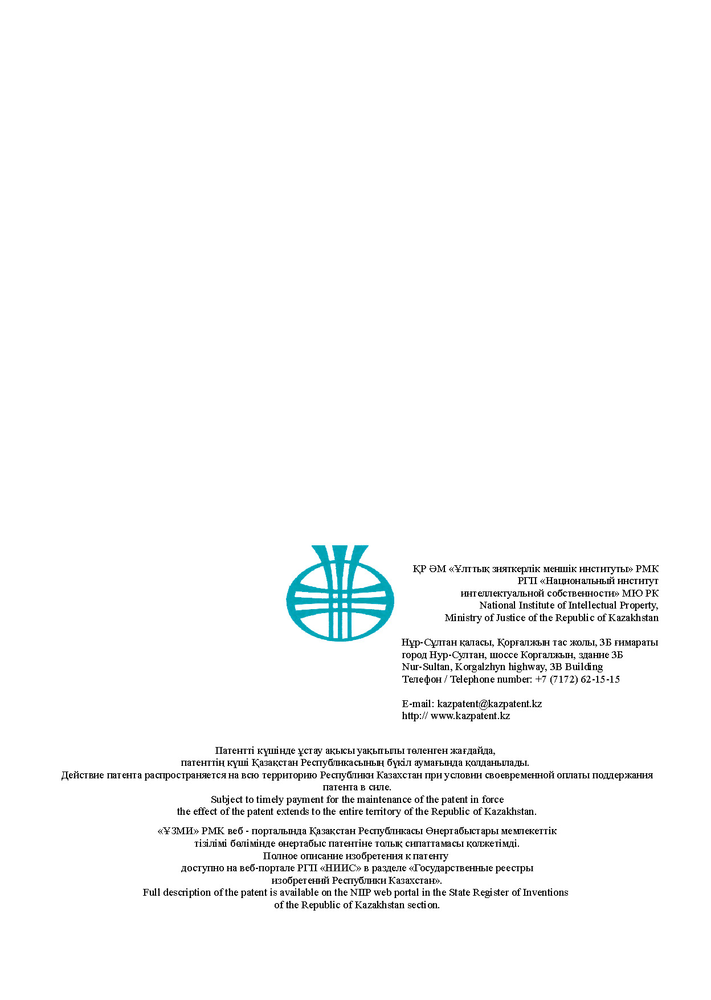 ҚР ӘМ «Ұлттық зияткерлік меншік институты» РМК
РГП «Национальный институт
интеллектуальной собственности» МЮ РК
National Institute of Intellectual Property,
Ministry of Justice of the Republic of Kazakhstan
Нұр-Сұлтан қаласы, Қорғалжын тас жолы, 3Б ғимараты
город Нур-Султан, шоссе Коргалжын, здание 3Б
Nur-Sultan, Korgalzhyn highway, 3B Building
Телефон / Telephone number: +7 (7172) 62-15-15
E-mail: kazpatent@kazpatent.kz
http:// www.kazpatent.kz
Патентті күшінде ұстау ақысы уақытылы төленген жағдайда,
патенттің күші Қазақстан Республикасының бүкіл аумағында қолданылады.
Действие патента распространяется на всю территорию Республики Казахстан при условии своевременной оплаты поддержания
патента в силе.
Subject to timely payment for the maintenance of the patent in force
the effect of the patent extends to the entire territory of the Republic of Kazakhstan.
«ҰЗМИ» РМК веб - порталында Қазақстан Республикасы Өнертабыстары мемлекеттік
тізілімі бөлімінде өнертабыс патентіне толық сипаттамасы қолжетімді.
Полное описание изобретения к патенту
доступно на веб-портале РГП «НИИС» в разделе «Государственные реестры
изобретений Республики Казахстан».
Full description of the patent is available on the NIIP web portal in the State Register of Inventions
of the Republic of Kazakhstan section.